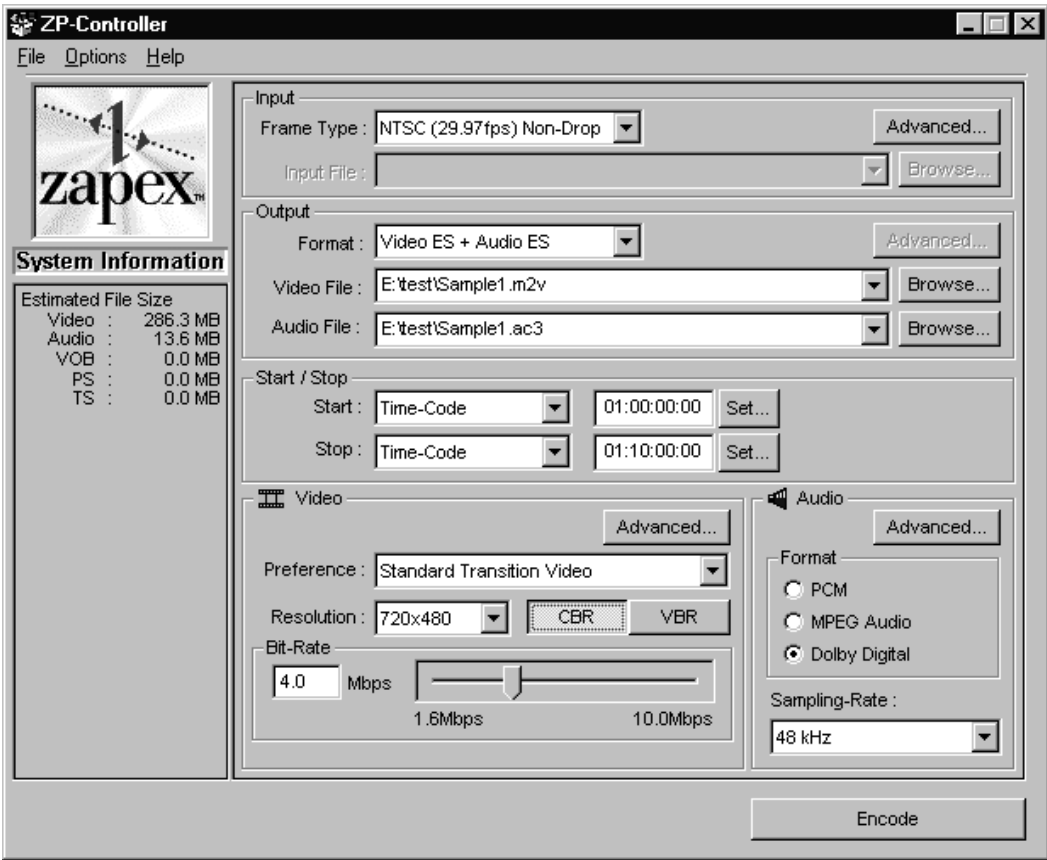 ZP-Controller
File Options Help
zapex™
System Information
Estimated File Size
Video : 286.3 MB
Audio : 13.6 MB
VOB : 0.0 MB
PS : 0.0 MB
TS : 0.0 MB
Input
Frame Type : NTSC (29.97fps) Non-Drop Advanced...
Input File : Browse...
Output
Format : Video ES + Audio ES Advanced...
Video File : E:\test\Sample1.m2v Browse...
Audio File : E:\test\Sample1.ac3 Browse...
Start / Stop
Start : Time-Code 01:00:00:00 Set...
Stop : Time-Code 01:10:00:00 Set...
Video
Advanced...
Preference : Standard Transition Video
Resolution : 720x480 CBR VBR
Bit-Rate
4.0 Mbps
1.6Mbps 10.0Mbps
Audio
Advanced...
Format
PCM
MPEG Audio
Dolby Digital
Sampling-Rate :
48 kHz
Encode